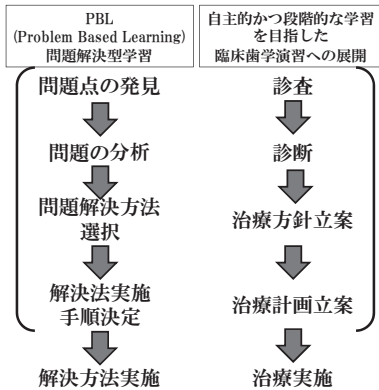 PBL
(Problem Based Learning)
問題解決型学習
問題点の発見
問題の分析
問題解決方法
選択
解決法実施
手順決定
解決方法実施
自主的かつ段階的な学習
を目指した
臨床歯学演習への展開
診査
診断
治療方針立案
治療計画立案
治療実施